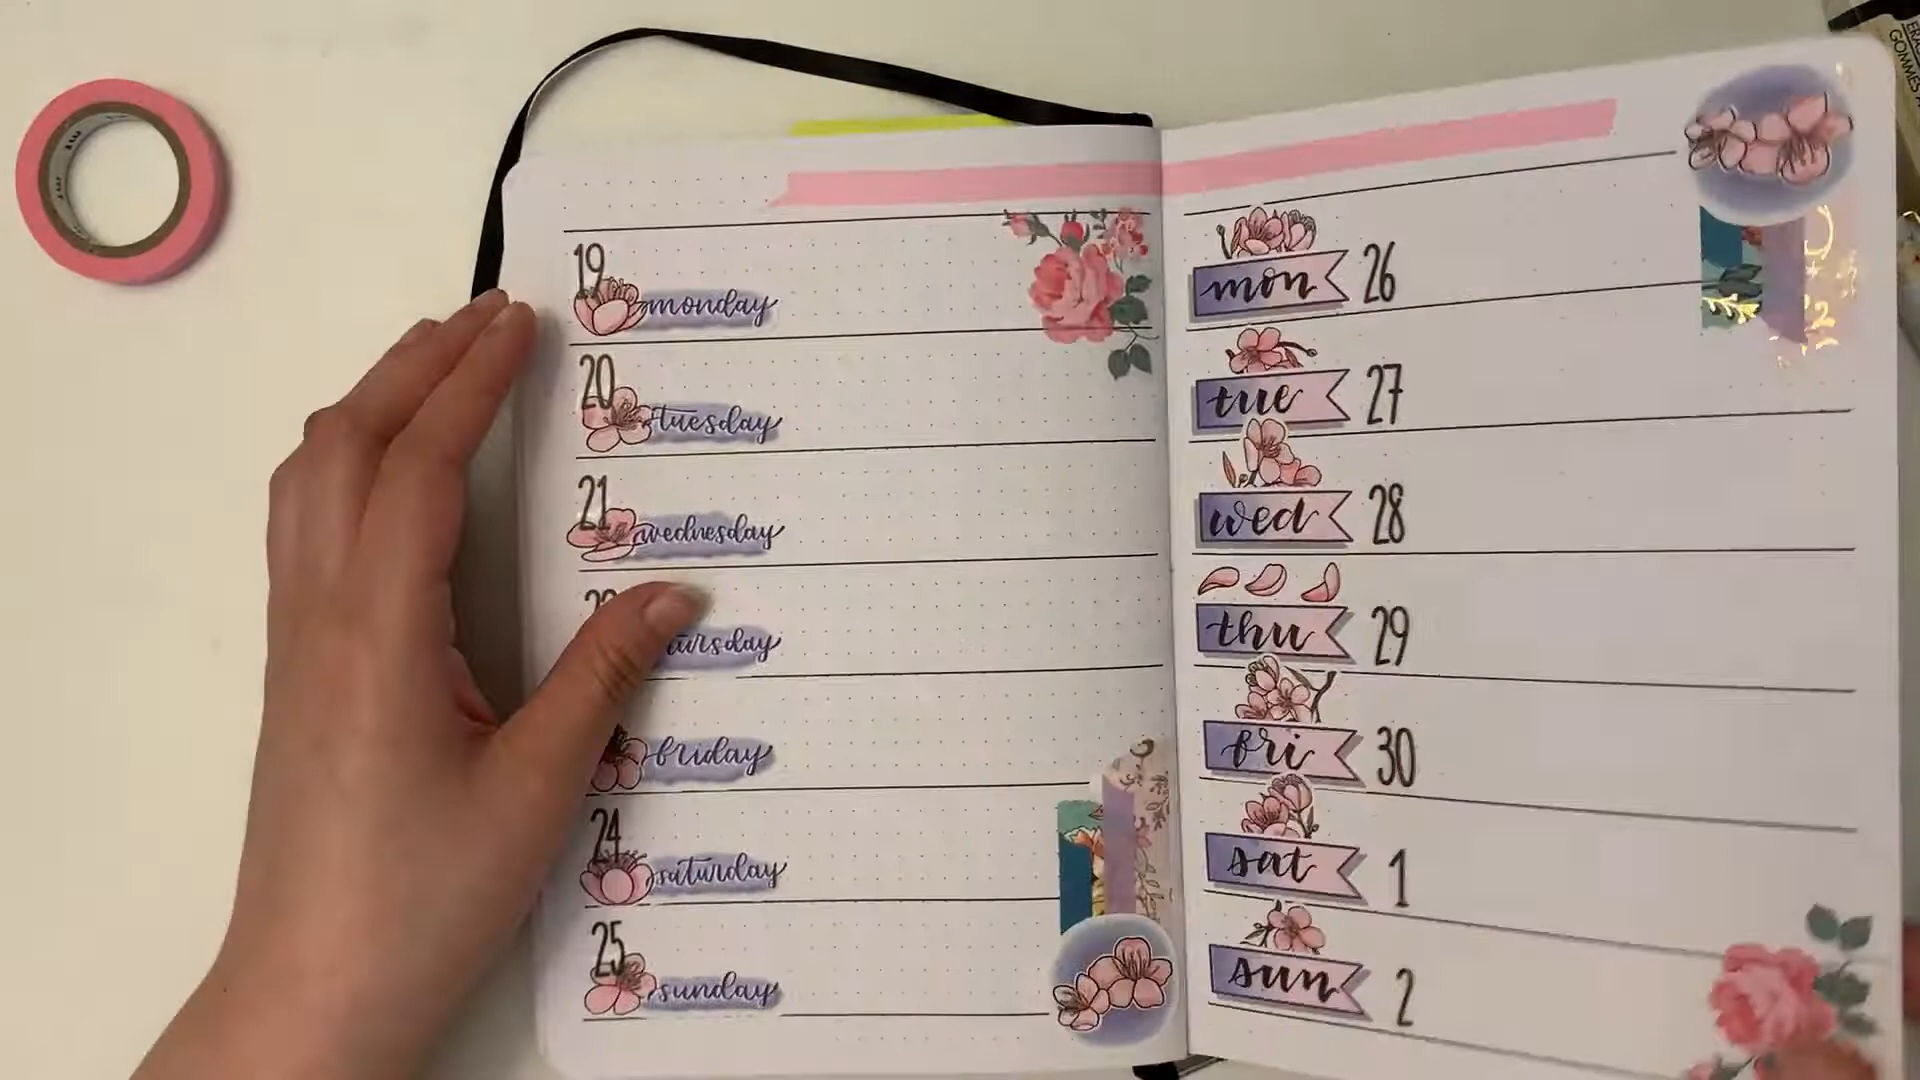 19
monday
20
tuesday
21
wednesday
friday
24
saturday
25
sunday
mon 26
tue 27
wed 28
thu 29
fri 30
sat 1
sun 2
GOMMES